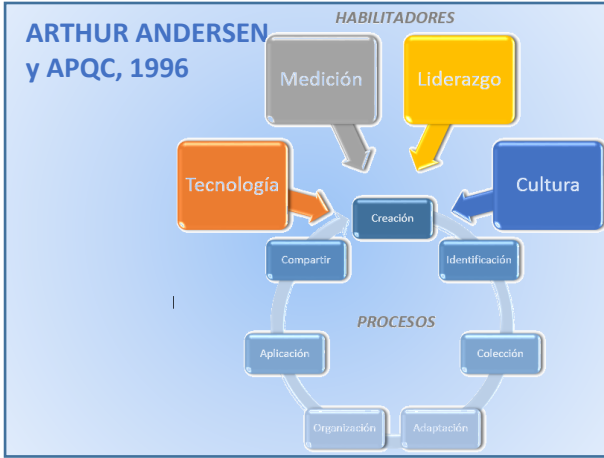 HABILITADORES
ARTHUR ANDERSEN
y APQC, 1996
Medición
Liderazgo
Tecnología
Cultura
Creación
Compartir
Identificación
PROCESOS
Aplicación
Colección
Organización
Adaptación